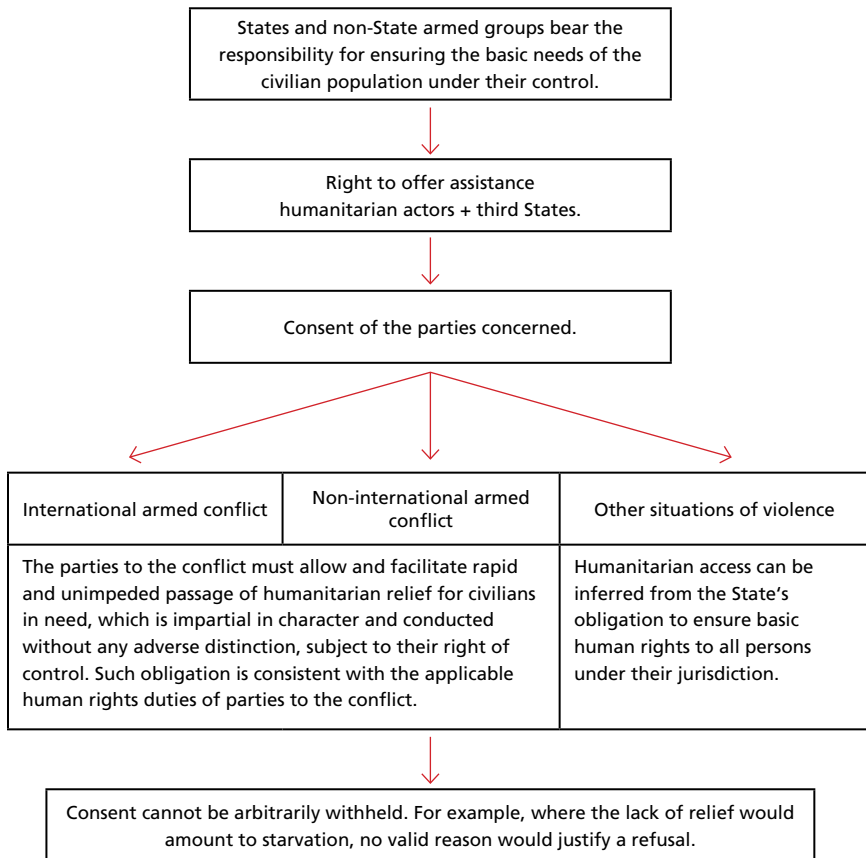 States and non-State armed groups bear the
responsibility for ensuring the basic needs of the
civilian population under their control.
Right to offer assistance
humanitarian actors + third States.
Consent of the parties concerned.
International armed conflict
Non-international armed
conflict
Other situations of violence
The parties to the conflict must allow and facilitate rapid
and unimpeded passage of humanitarian relief for civilians
in need, which is impartial in character and conducted
without any adverse distinction, subject to their right of
control. Such obligation is consistent with the applicable
human rights duties of parties to the conflict.
Humanitarian access can be
inferred from the State’s
obligation to ensure basic
human rights to all persons
under their jurisdiction.
Consent cannot be arbitrarily withheld. For example, where the lack of relief would
amount to starvation, no valid reason would justify a refusal.